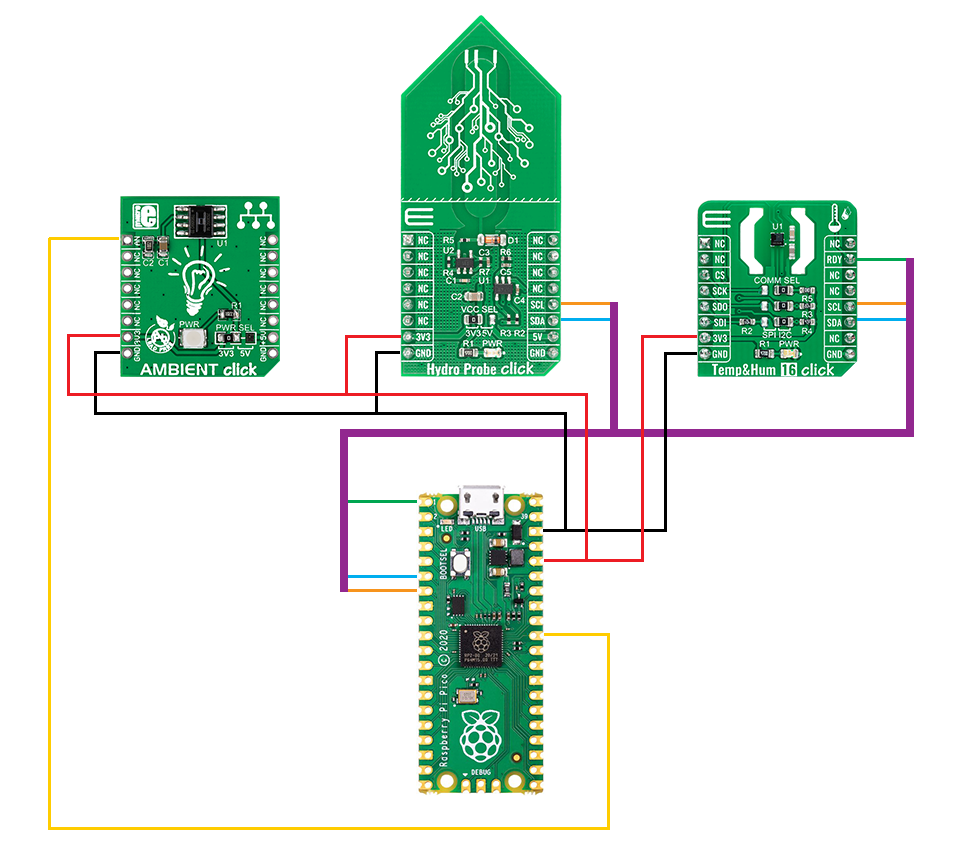 U1
AN
C2
C1
NC
NC
NC
NC
NC
NC
NC
NC
NC
NC
NC
NC
R1
PWR
PWR SEL
3V3
3V3
5V
+5V
GND
GND
AMBIENT click
NC
NC
NC
NC
NC
NC
3V3
GND
R5
U2
R4
C1
C3
R7
U1
D1
R6
C5
C4
C2
VCC SEL
3V3
5V
R3 R2
R1
PWR
NC
NC
NC
NC
SCL
SDA
5V
GND
Hydro Probe click
NC
NC
CS
SCK
SDO
SDI
3V3
GND
U1
COMM SEL
R5
R3
R2
R4
SPI I2C
R1
PWR
NC
RDY
NC
NC
SCL
SDA
NC
GND
Temp&Hum 16 click
2
39
LED
USB
BOOTSEL
Raspberry Pi Pico © 2020
DEBUG